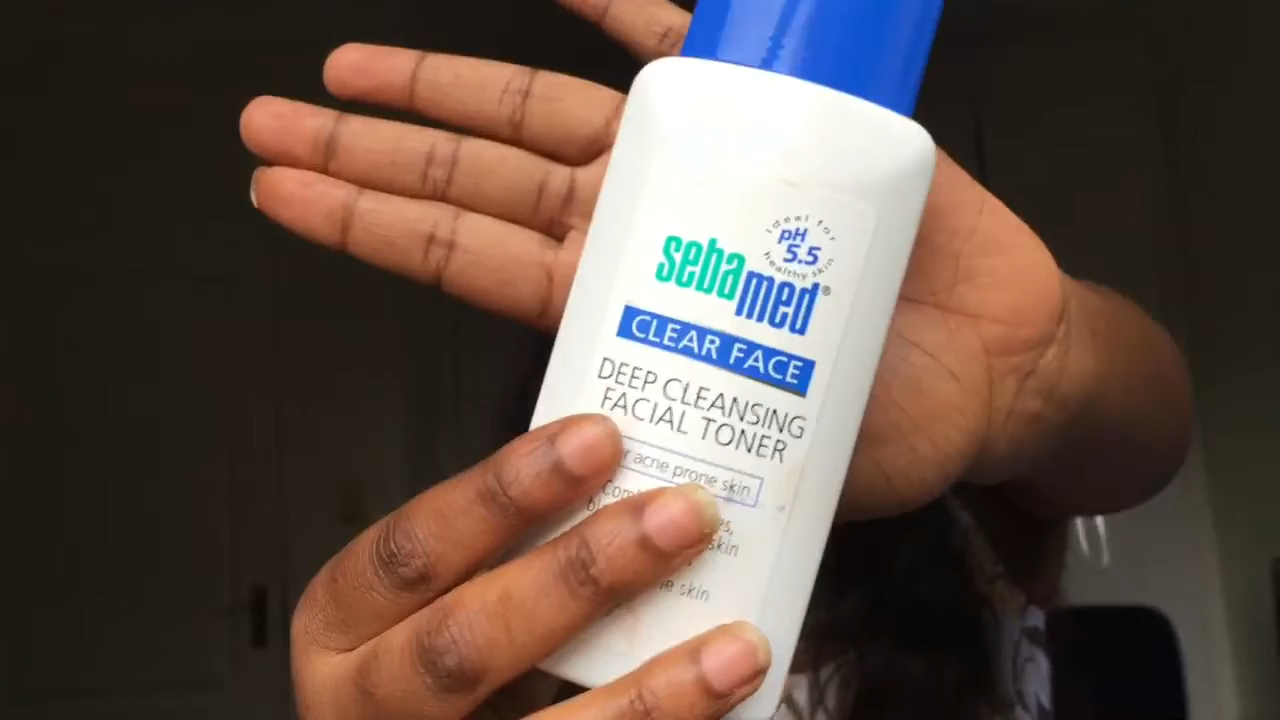 ideal for
pH
5.5
healthy skin
sebamed®
CLEAR FACE
DEEP CLEANSING
FACIAL TONER
acne prone skin
skin
skin